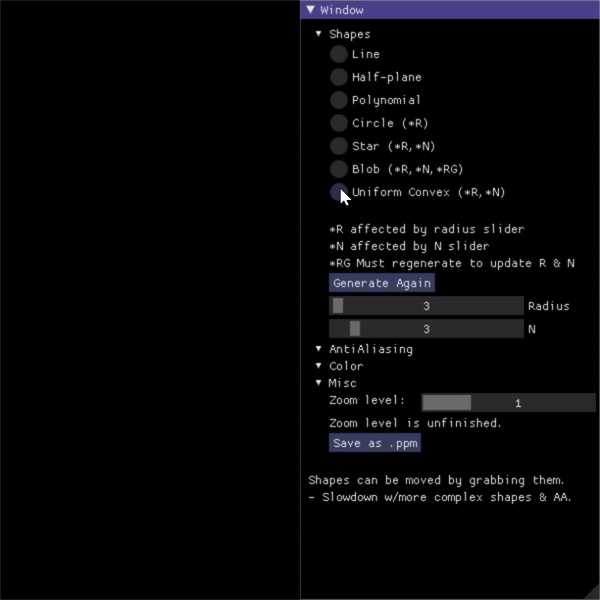 Window
Shapes
Line
Half-plane
Polynomial
Circle (*R)
Star (*R,*N)
Blob (*R,*N,*RG)
Uniform Convex (*R,*N)
*R affected by radius slider
*N affected by N slider
*RG Must regenerate to update R & N
Generate Again
3 Radius
3 N
AntiAliasing
Color
Misc
Zoom level: 1
Zoom level is unfinished.
Save as .ppm
Shapes can be moved by grabbing them.
- Slowdown w/more complex shapes & AA.